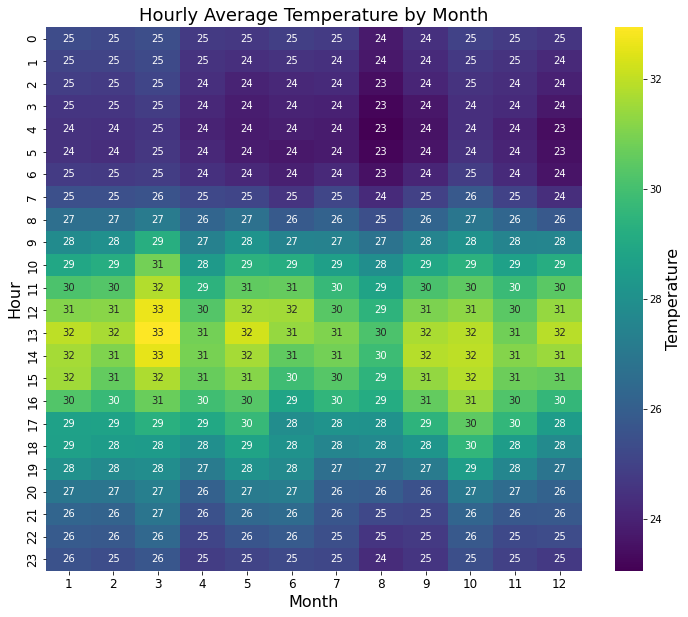 Hourly Average Temperature by Month
0 25 25 25 25 25 25 25 24 24 25 25 25
1 25 25 25 25 24 25 24 24 24 25 25 24
2 25 25 25 24 24 24 24 23 24 25 24 24
3 25 25 25 24 24 24 24 23 24 24 24 24
4 24 24 25 24 24 24 24 23 24 24 24 23
5 24 24 25 24 24 24 24 23 24 24 24 23
6 25 25 25 24 24 24 24 23 24 25 24 24
7 25 25 26 25 25 25 25 24 25 26 25 24
8 27 27 27 26 27 26 26 25 26 27 26 26
9 28 28 29 27 28 27 27 27 28 28 28 28
10 29 29 31 28 29 29 29 28 29 29 29 29
11 30 30 32 29 31 31 30 29 30 30 30 30
12 31 31 33 30 32 32 30 29 31 31 30 31
13 32 32 33 31 32 31 31 30 32 32 31 32
14 32 31 33 31 32 31 31 30 32 32 31 31
15 32 31 32 31 31 30 30 29 31 32 31 31
16 30 30 31 30 30 29 30 29 31 31 30 30
17 29 29 29 29 30 28 28 28 29 30 30 28
18 29 28 28 28 29 28 28 28 28 30 28 28
19 28 28 28 27 28 28 27 27 27 29 28 27
20 27 27 27 26 27 27 26 26 26 27 27 26
21 26 26 27 26 26 26 26 25 25 26 26 26
22 26 26 26 25 26 26 25 25 25 26 25 25
23 26 25 26 25 25 25 25 24 25 25 25 25
1 2 3 4 5 6 7 8 9 10 11 12
Month
Hour
32
30
28
26
24
Temperature